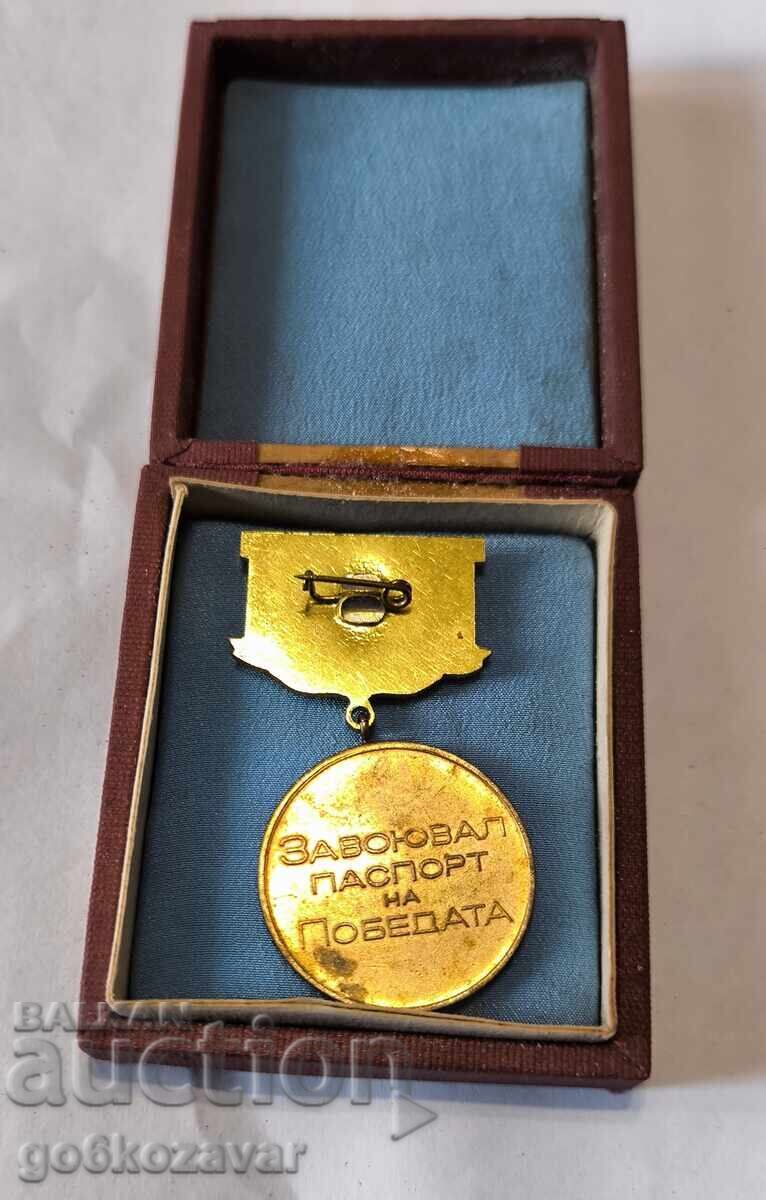 ЗАВОЮВАЛ
ПАСПОРТ
НА
ПОБЕДАТА
BALKAN
auction
go6kozavar